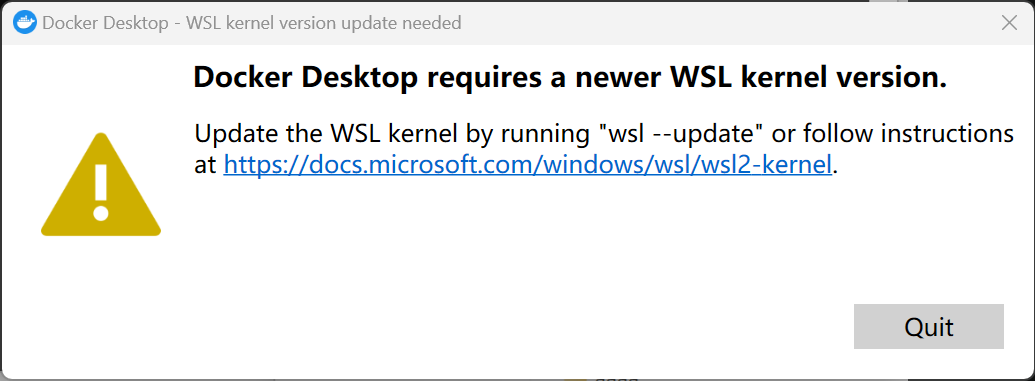 Docker Desktop - WSL kernel version update needed
Docker Desktop requires a newer WSL kernel version.
Update the WSL kernel by running "wsl --update" or follow instructions
at https://docs.microsoft.com/windows/wsl/wsl2-kernel.
Quit